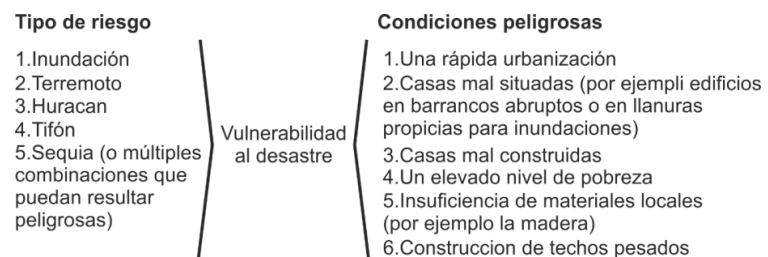 Tipo de riesgo
1.Inundación
2.Terremoto
3.Huracan
4.Tifón
5.Sequia (o múltiples
combinaciones que
puedan resultar
peligrosas)
Vulnerabilidad
al desastre
Condiciones peligrosas
1.Una rápida urbanización
2.Casas mal situadas (por ejempli edificios
en barrancos abruptos o en llanuras
propicias para inundaciones)
3.Casas mal construidas
4.Un elevado nivel de pobreza
5.Insuficiencia de materiales locales
(por ejemplo la madera)
6.Construccion de techos pesados